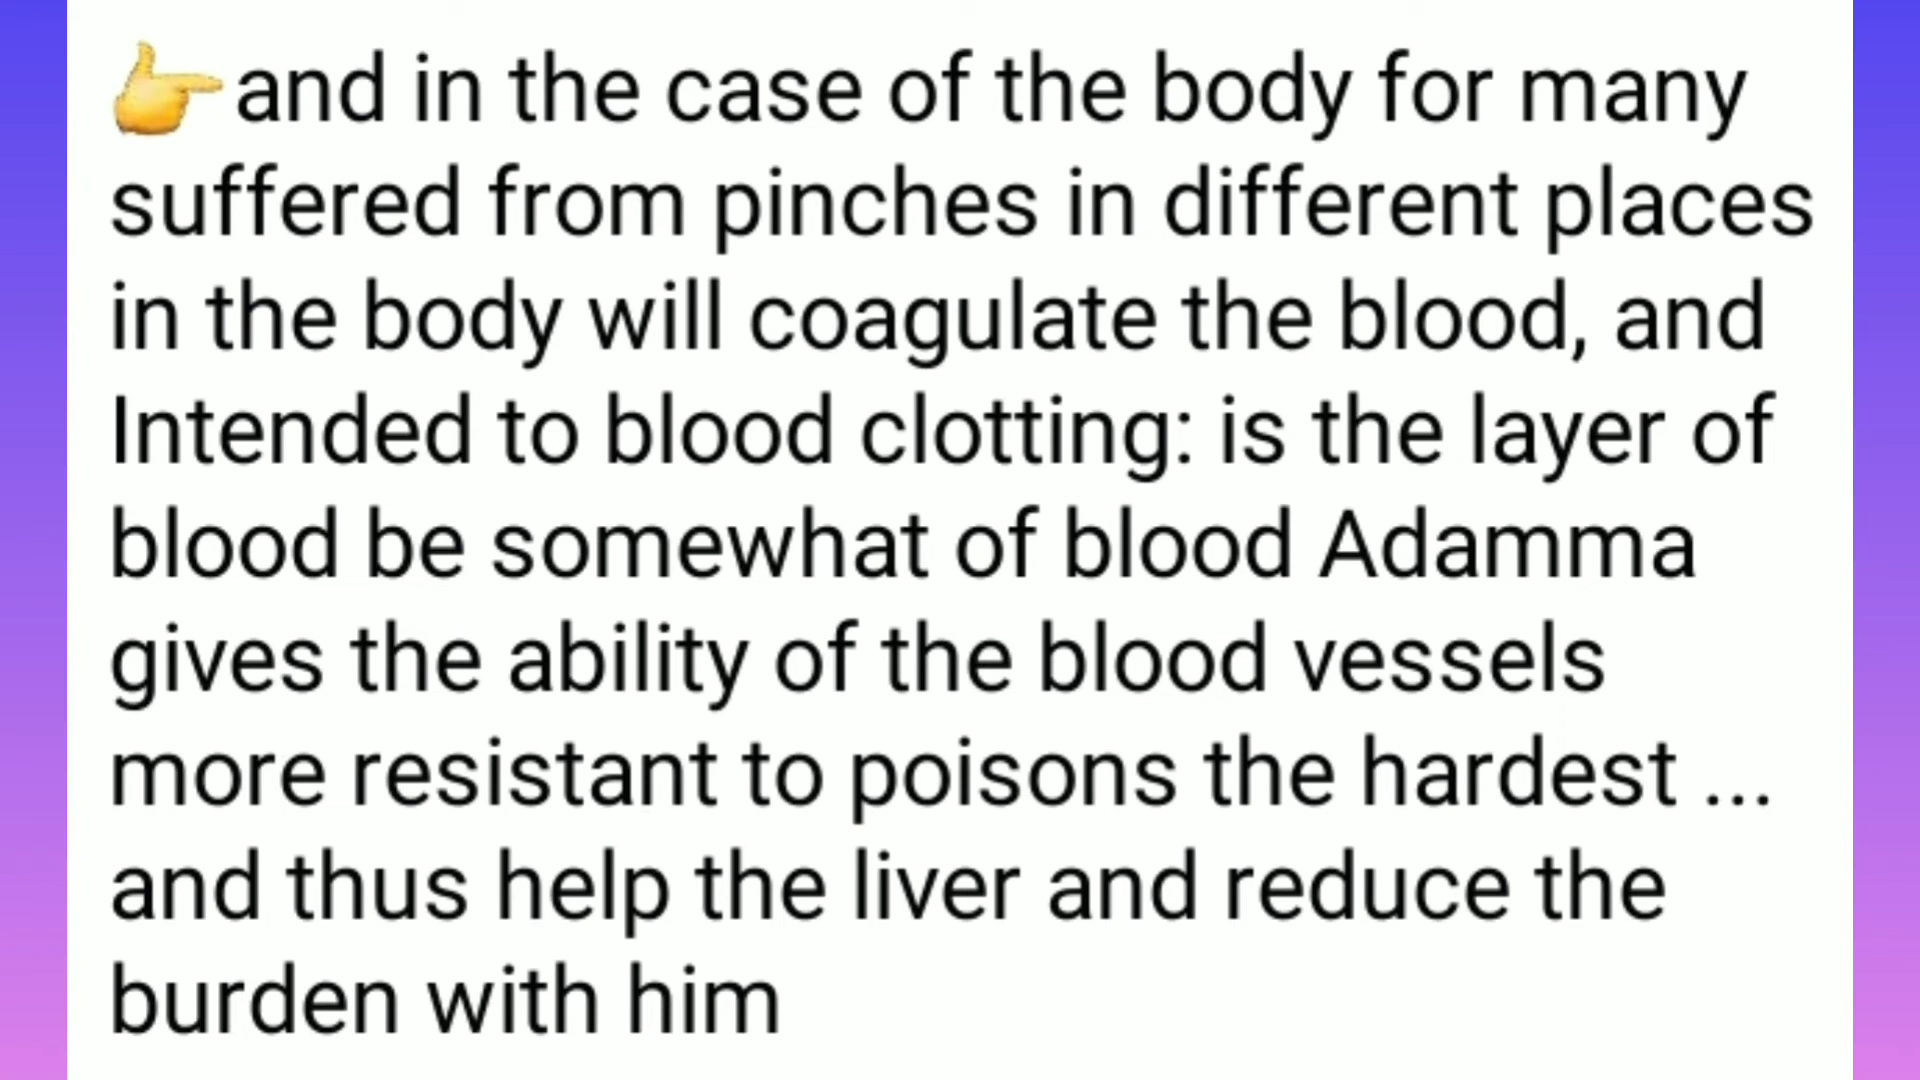 👉and in the case of the body for many
suffered from pinches in different places
in the body will coagulate the blood, and
Intended to blood clotting: is the layer of
blood be somewhat of blood Adamma
gives the ability of the blood vessels
more resistant to poisons the hardest ...
and thus help the liver and reduce the
burden with him